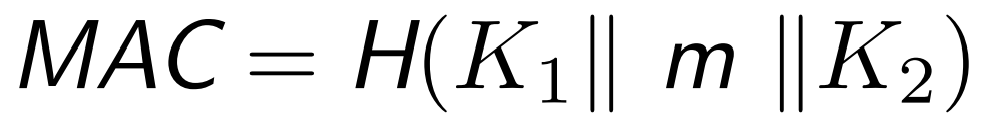 MAC = H(K₁‖ m ‖K₂)